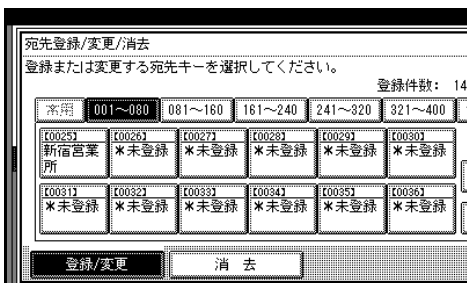 宛先登録/変更/消去
登録または変更する宛先キーを選択してください。
登録件数: 14
常用 001~080 081~160 161~240 241~320 321~400
【0025】 【0026】 【0027】 【0028】 【0029】 【0030】
新宿営業 *未登録 *未登録 *未登録 *未登録 *未登録
所
【0031】 【0032】 【0033】 【0034】 【0035】 【0036】
*未登録 *未登録 *未登録 *未登録 *未登録 *未登録
登録/変更 消 去